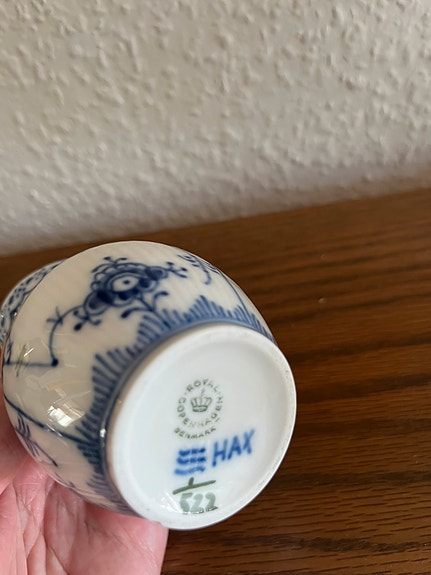 ROYAL
COPENHAGEN
DENMARK
HAX
1
522